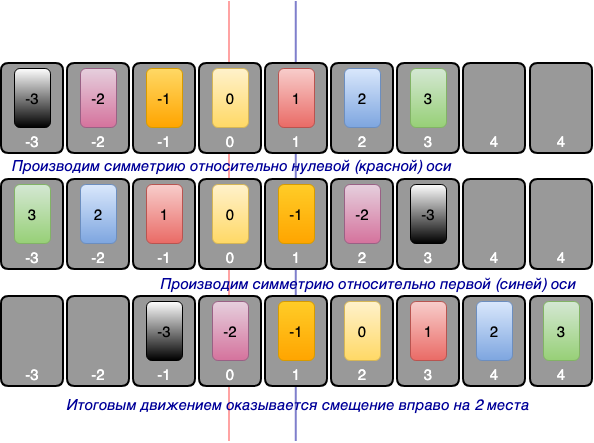 -3 -2 -1 0 1 2 3
-3 -2 -1 0 1 2 3 4 4
Производим симметрию относительно нулевой (красной) оси
3 2 1 0 -1 -2 -3
-3 -2 -1 0 1 2 3 4 4
Производим симметрию относительно первой (синей) оси
-3 -2 -1 0 1 2 3
-3 -2 -1 0 1 2 3 4 4
Итоговым движением оказывается смещение вправо на 2 места